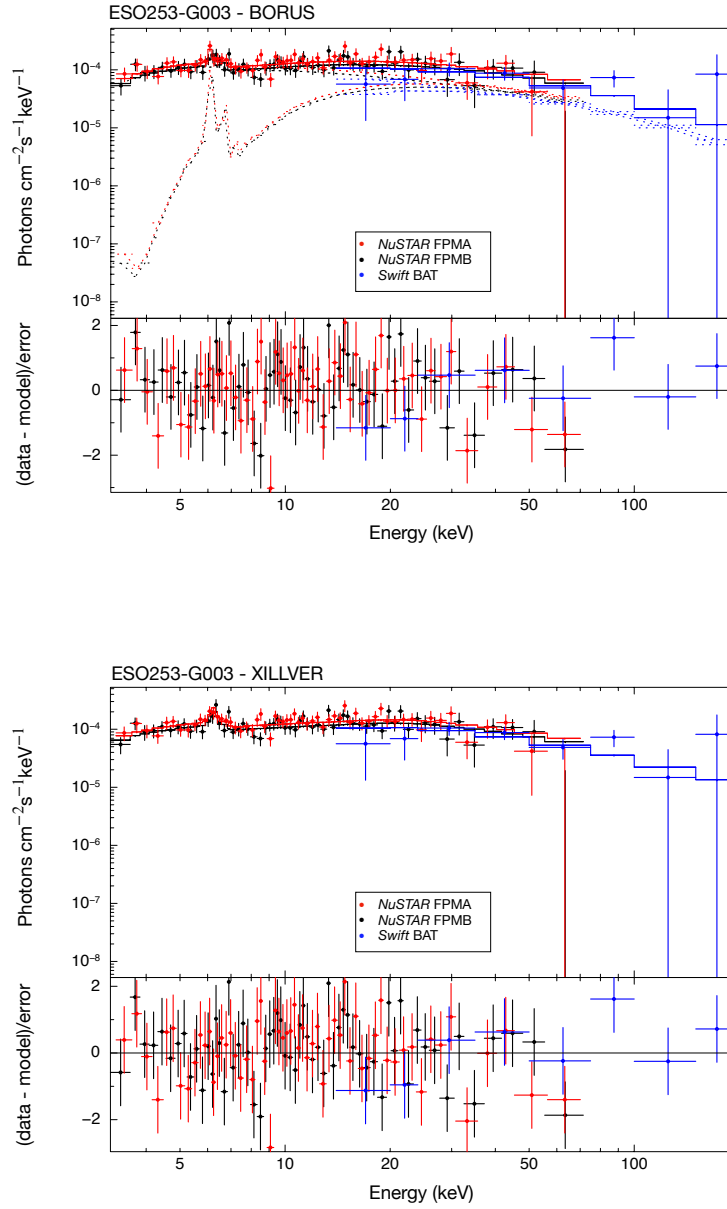 ESO253-G003 - BORUS
Photons cm−2s−1keV−1
10−4
10−5
10−6
10−7
10−8
NuSTAR FPMA
NuSTAR FPMB
Swift BAT
(data - model)/error
2
0
−2
5 10 20 50 100
Energy (keV)
ESO253-G003 - XILLVER
Photons cm−2s−1keV−1
10−4
10−5
10−6
10−7
10−8
NuSTAR FPMA
NuSTAR FPMB
Swift BAT
(data - model)/error
2
0
−2
5 10 20 50 100
Energy (keV)